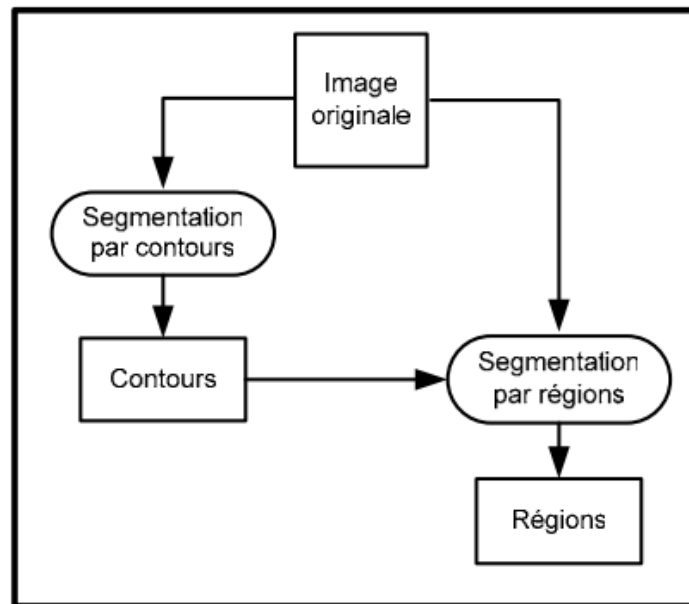 Image
originale
Segmentation
par contours
Contours
Segmentation
par régions
Régions